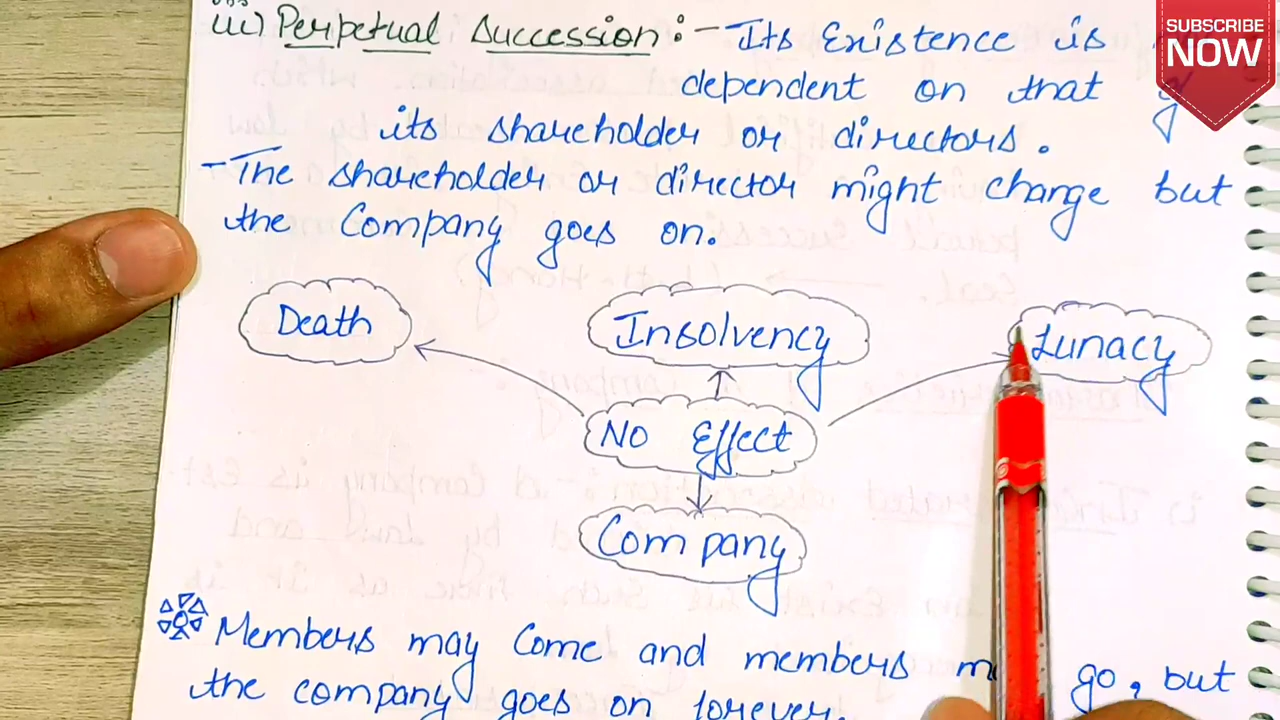 iii) Perpetual Succession :- Its Existence is
dependent on that
its shareholder or directors.
- The shareholder or director might change but
the Company goes on.
Death
Insolvency
Lunacy
NO Effect
Company
Members may Come and members go, but
the company goes on forever.
SUBSCRIBE
NOW